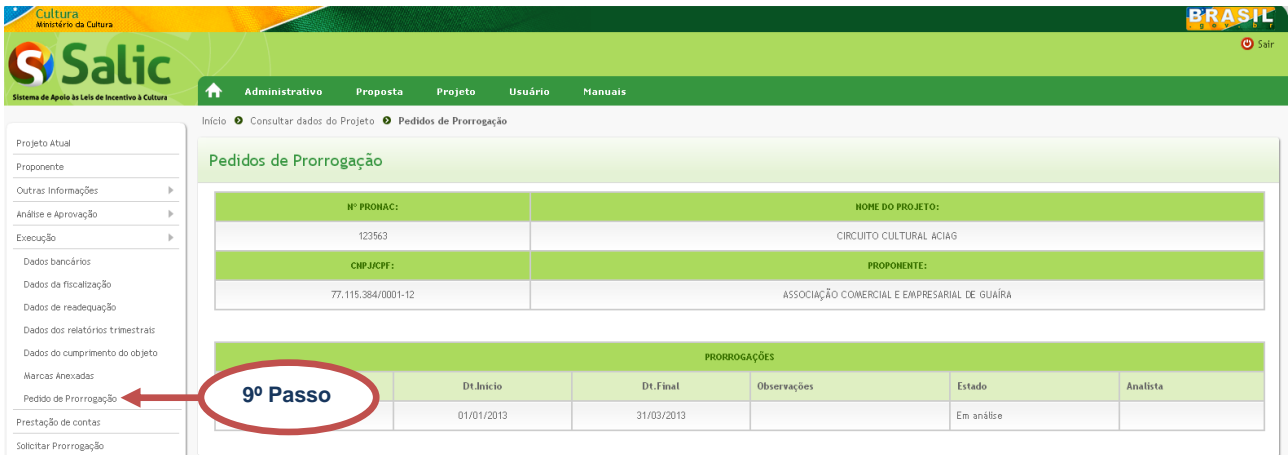 Cultura
Ministério da Cultura
BRASIL
.gov.br
Salic
Sistema de Apoio às Leis de Incentivo à Cultura
Sair
Administrativo Proposta Projeto Usuário Manuais
Início Consultar dados do Projeto Pedidos de Prorrogação
Projeto Atual
Proponente
Outras Informações
Análise e Aprovação
Execução
Dados bancários
Dados da fiscalização
Dados de readequação
Dados dos relatórios trimestrais
Dados do cumprimento do objeto
Marcas Anexadas
Pedido de Prorrogação
Prestação de contas
Solicitar Prorrogação
Pedidos de Prorrogação
Nº PRONAC: NOME DO PROJETO:
123563 CIRCUITO CULTURAL ACIAG
CNPJ/CPF: PROPONENTE:
77.115.384/0001-12 ASSOCIAÇÃO COMERCIAL E EMPRESARIAL DE GUAÍRA
PRORROGAÇÕES
Dt.Inicio Dt.Final Observações Estado Analista
01/01/2013 31/03/2013 Em análise
9º Passo